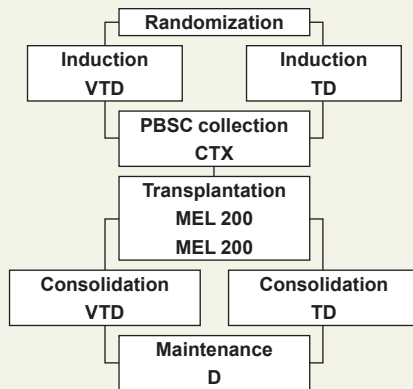 Randomization
Induction
VTD
Induction
TD
PBSC collection
CTX
Transplantation
MEL 200
MEL 200
Consolidation
VTD
Consolidation
TD
Maintenance
D